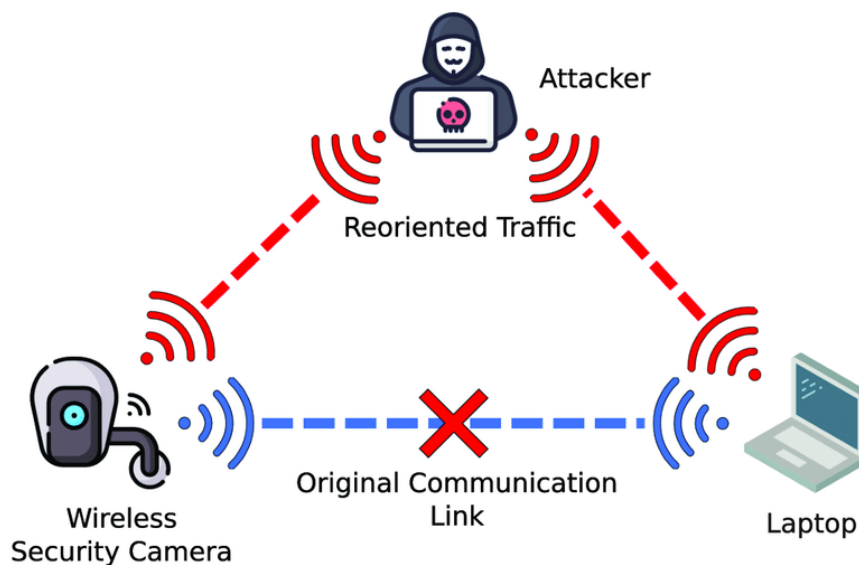 Attacker
Reoriented Traffic
Original Communication
Link
Wireless
Security Camera
Laptop